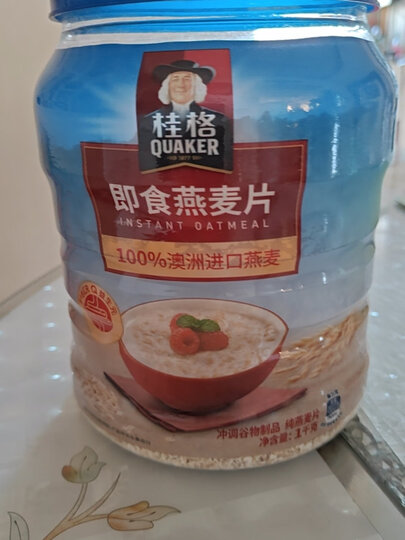 桂格
QUAKER
即食燕麦片
INSTANT OATMEAL
100%澳洲进口燕麦
冲调谷物制品 纯燕麦片
净含量:1千克